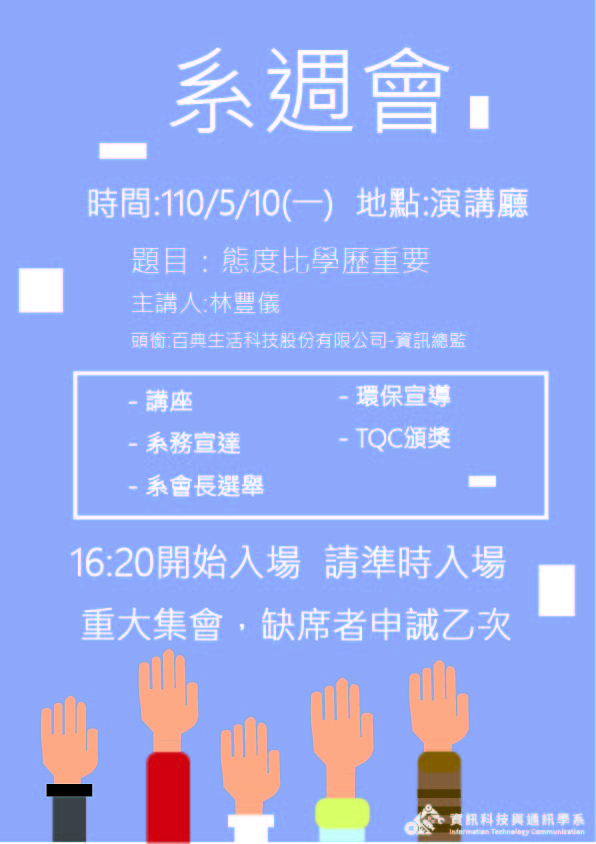 系週會
時間:110/5/10(一) 地點:演講廳
題目：態度比學歷重要
主講人:林豐儀
頭銜:百典生活科技股份有限公司-資訊總監
- 講座
- 系務宣達
- 系會長選舉
- 環保宣導
- TQC頒獎
16:20開始入場 請準時入場
重大集會，缺席者申誡乙次
資訊科技與通訊學系
Information Technology Communication